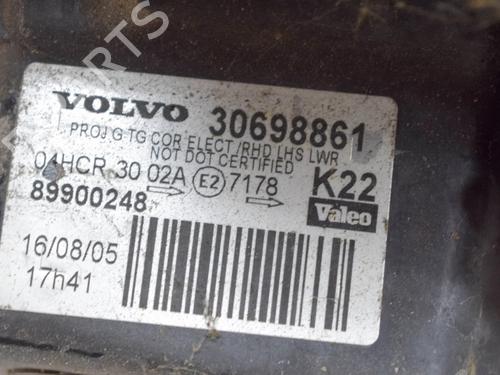 VOLVO 30698861
PROJ G TG COR ELECT /RHD LHS LWR
NOT DOT CERTIFIED
04HCR 30 02A → E2 7178 → K22
89900248
Valeo
16/08/05
17h41
PARTS